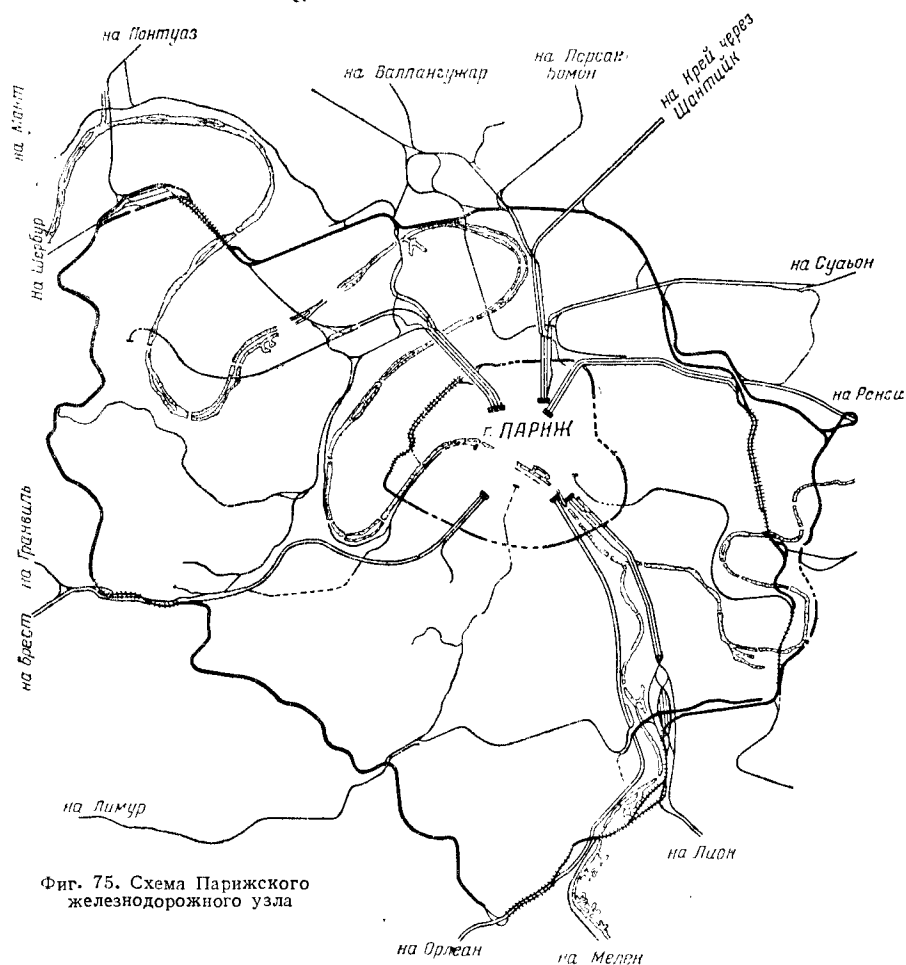 на Понтуаз
на Валлангужар
на Персан-
Бомон
на Крей через
Шантийи
на Мант
на Шербур
на Суасон
на Ренси
г. ПАРИЖ
на Гранвиль
на Брест
на Лимур
на Лион
Фиг. 75. Схема Парижского
железнодорожного узла
на Орлеан
на Мелен